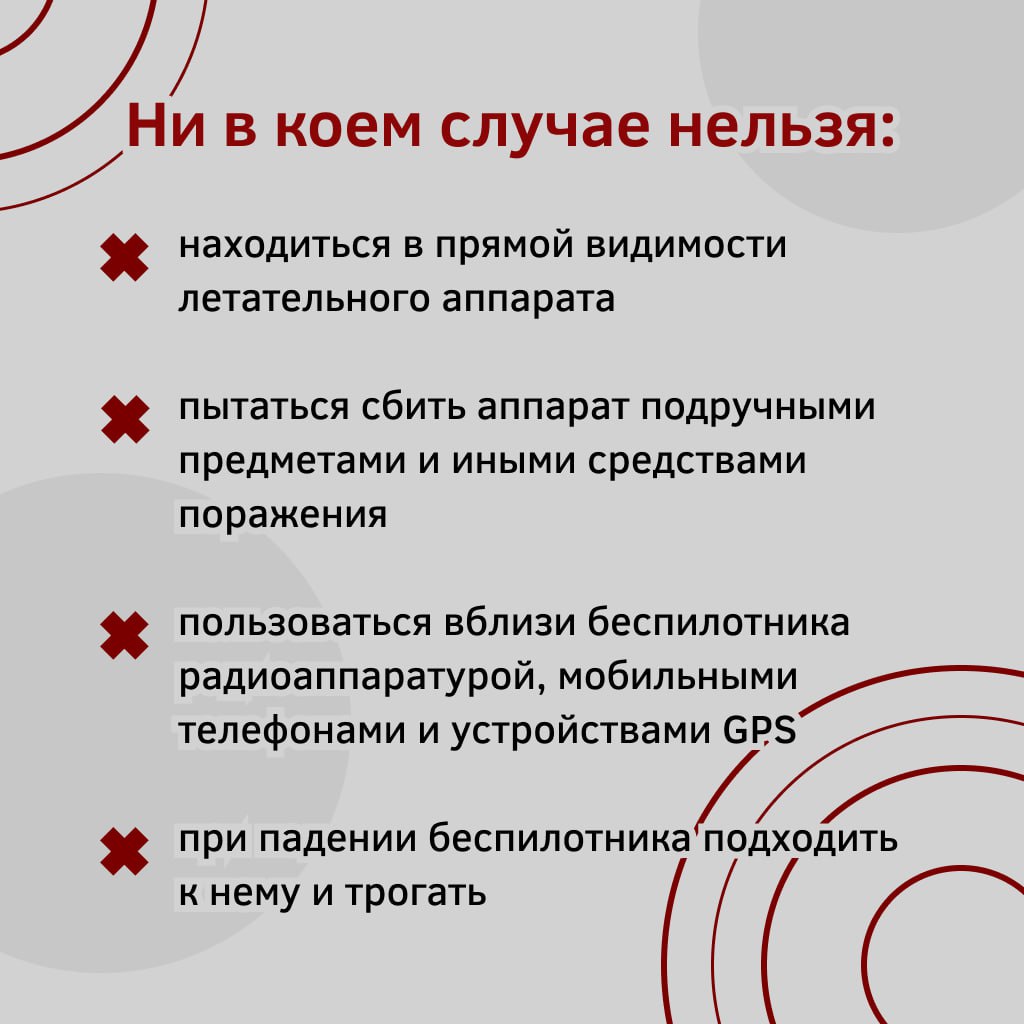 Ни в коем случае нельзя:
находиться в прямой видимости
летательного аппарата
пытаться сбить аппарат подручными
предметами и иными средствами
поражения
пользоваться вблизи беспилотника
радиоаппаратурой, мобильными
телефонами и устройствами GPS
при падении беспилотника подходить
к нему и трогать